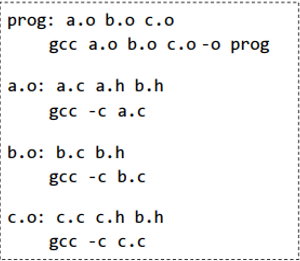 prog: a.o b.o c.o
gcc a.o b.o c.o -o prog
a.o: a.c a.h b.h
gcc -c a.c
b.o: b.c b.h
gcc -c b.c
c.o: c.c c.h b.h
gcc -c c.c